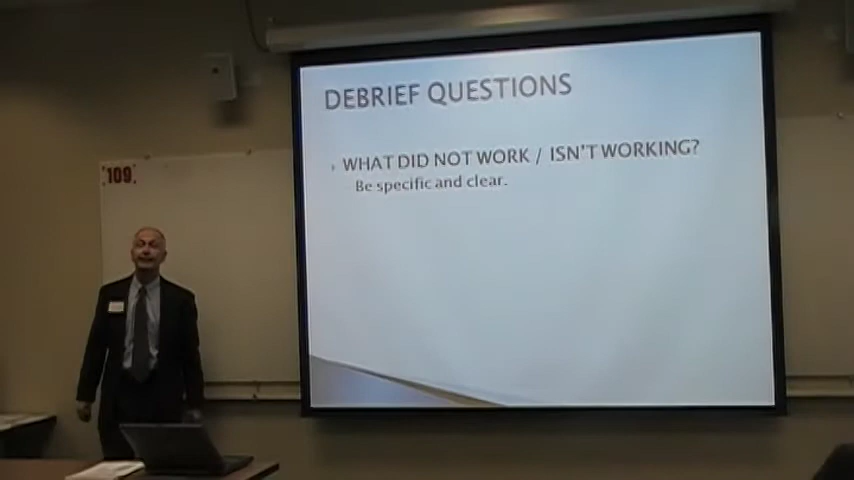 DEBRIEF QUESTIONS
WHAT DID NOT WORK / ISN'T WORKING?
Be specific and clear.
109